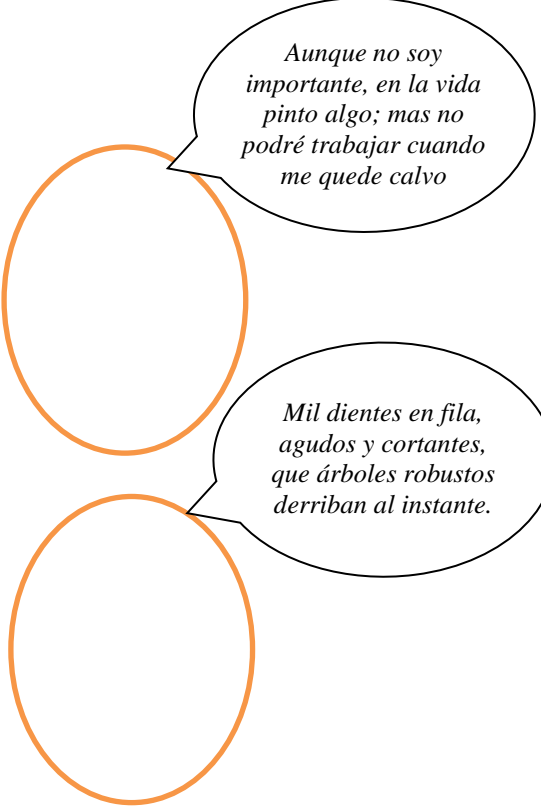 Aunque no soy
importante, en la vida
pinto algo; mas no
podré trabajar cuando
me quede calvo
Mil dientes en fila,
agudos y cortantes,
que árboles robustos
derriban al instante.